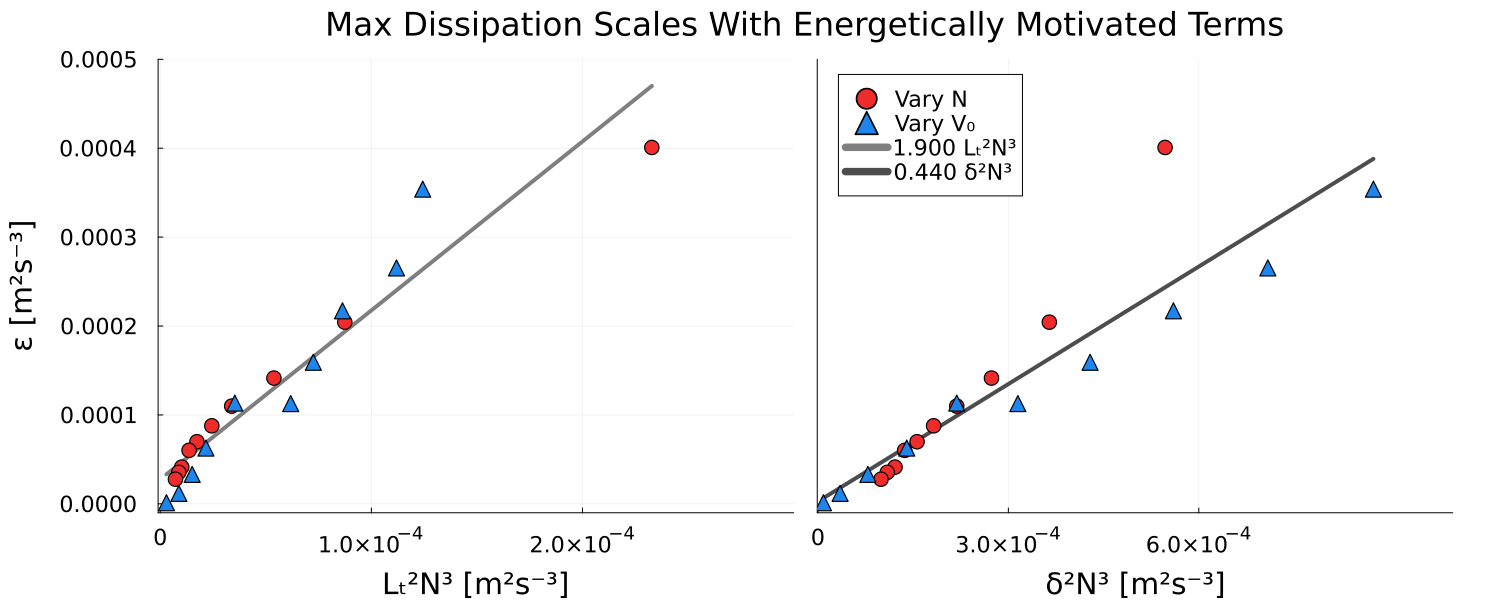 Max Dissipation Scales With Energetically Motivated Terms
ε [m²s⁻³]
0.0005
0.0004
0.0003
0.0002
0.0001
0.0000
0
1.0×10⁻⁴
2.0×10⁻⁴
Lₜ²N³ [m²s⁻³]
Vary N
Vary V₀
1.900 Lₜ²N³
0.440 δ²N³
0
3.0×10⁻⁴
6.0×10⁻⁴
δ²N³ [m²s⁻³]